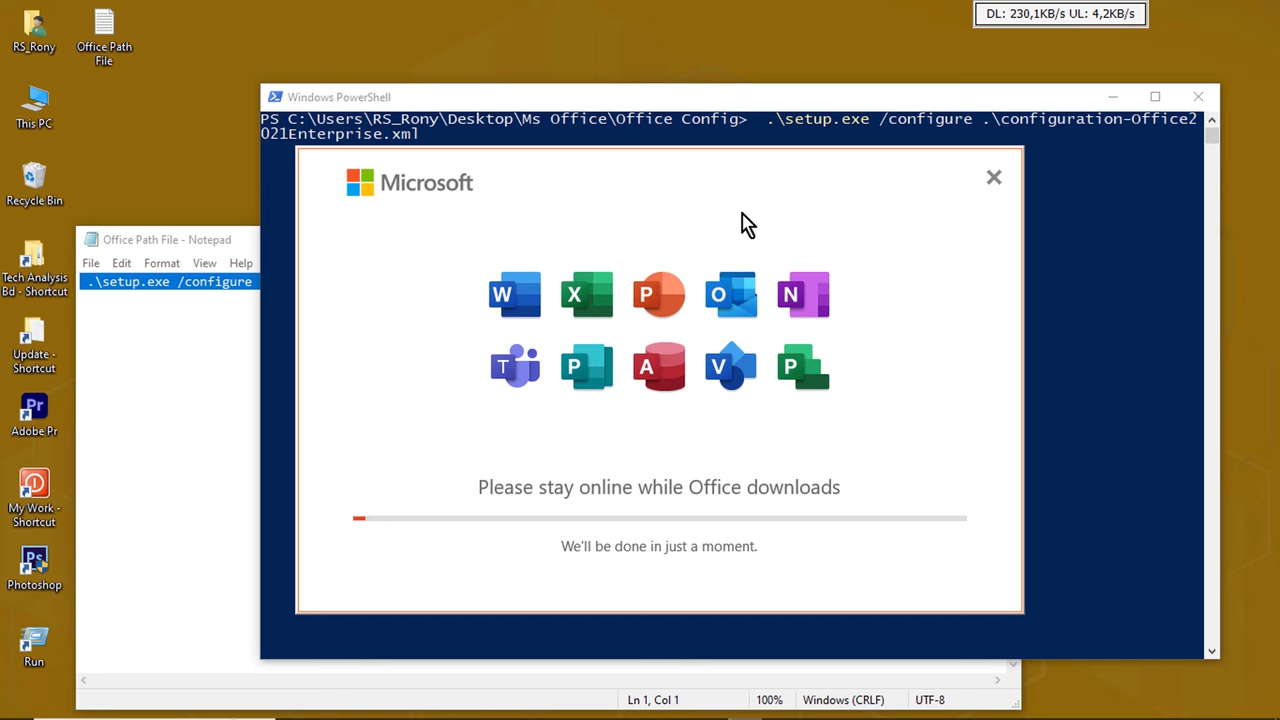 DL: 230,1KB/s UL: 4,2KB/s
RS_Rony
Office Path
File
This PC
Recycle Bin
Tech Analysis
Bd - Shortcut
Update -
Shortcut
Pr
Adobe Pr
My Work -
Shortcut
Ps
Photoshop
Run
Windows PowerShell
PS C:\Users\RS_Rony\Desktop\Ms Office\Office Config>  .\setup.exe /configure .\configuration-Office2
021Enterprise.xml
Office Path File - Notepad
File Edit Format View Help
.\setup.exe /configure
Microsoft
W X P O N
T P A V P
Please stay online while Office downloads
We'll be done in just a moment.
Ln 1, Col 1 100% Windows (CRLF) UTF-8